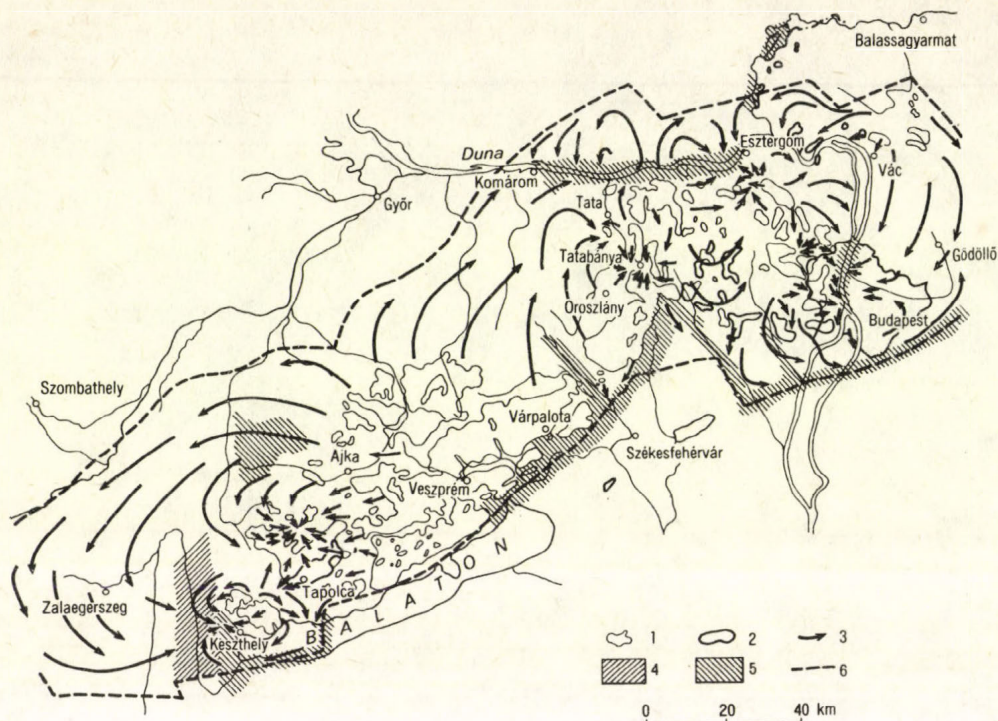 Balassagyarmat
Esztergom
Duna
Vác
Komárom
Győr
Tata
Gödöllő
Tatabánya
Oroszlány
Budapest
Szombathely
Várpalota
Ajka
Székesfehérvár
Veszprém
Tapolca
Zalaegerszeg
BALATON
Keszthely
1 2 3
4 5 6
0 20 40 km